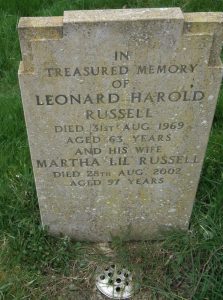 IN
TREASURED MEMORY
OF
LEONARD HAROLD
RUSSELL
DIED 31ST AUG. 1969
AGED 63 YEARS
AND HIS WIFE
MARTHA LIL RUSSELL
DIED 28TH AUG. 2002
AGED 97 YEARS